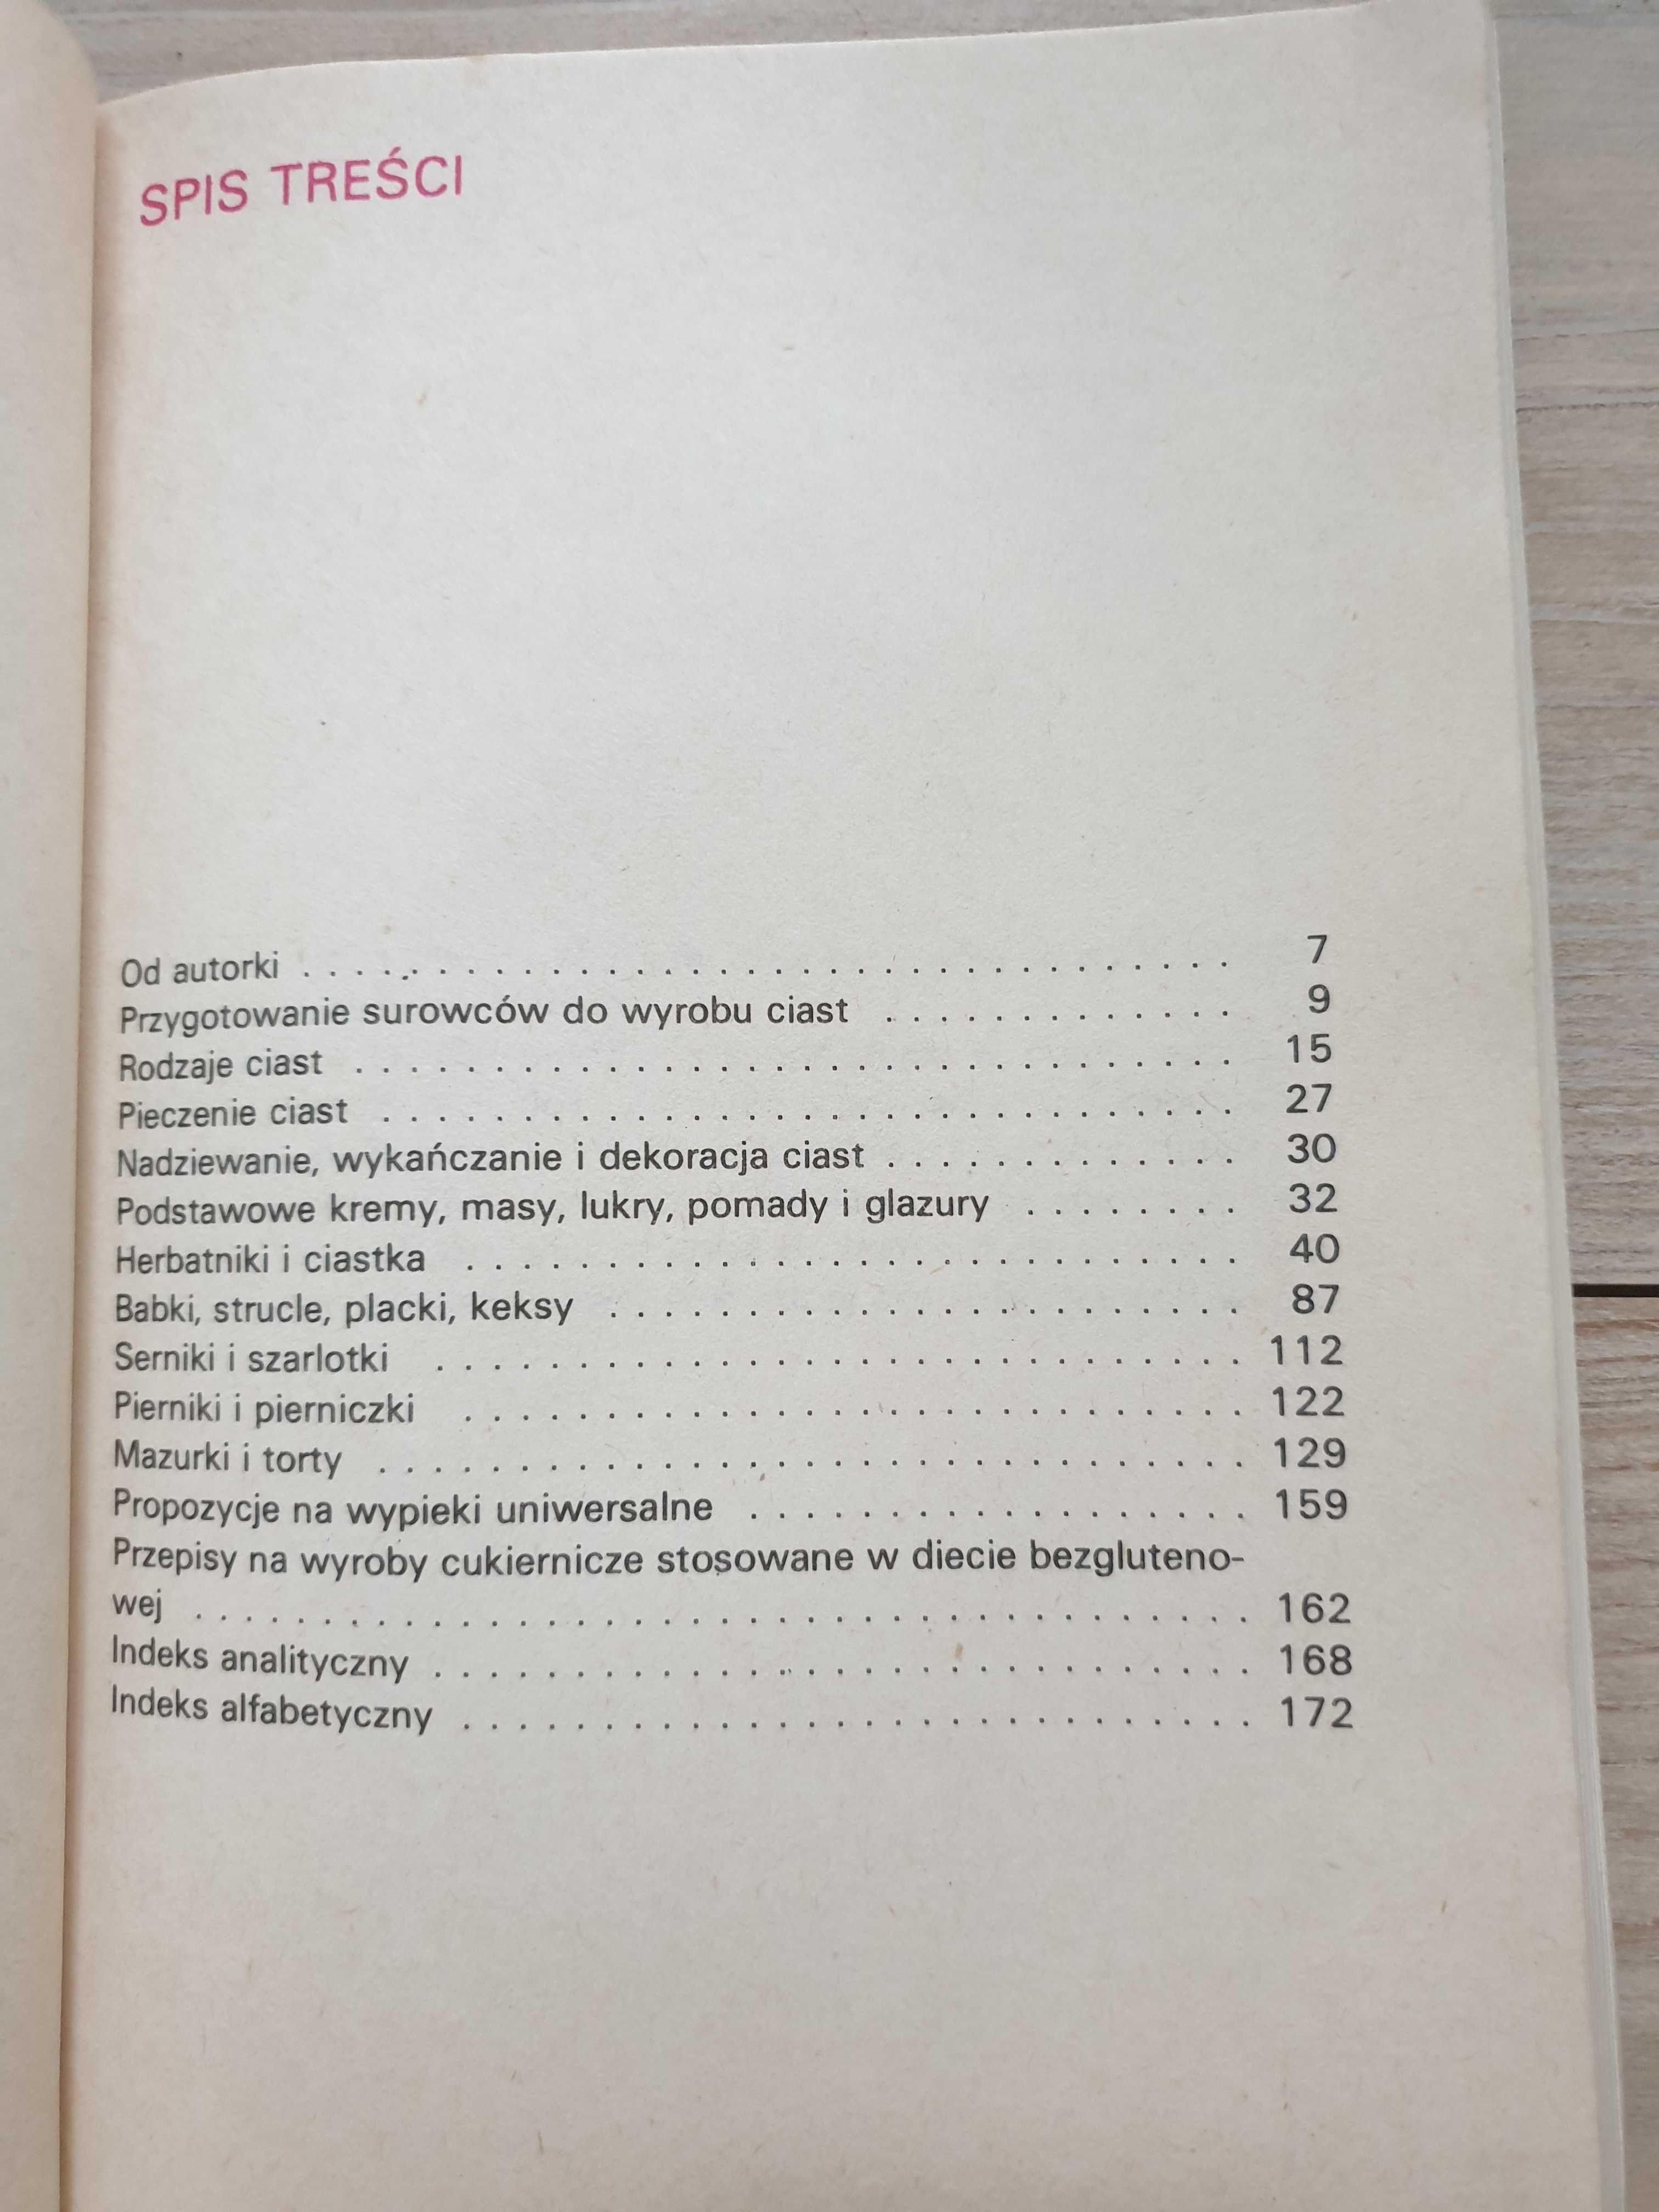 SPIS TREŚCI
Od autorki . . . . . . . . . . . . . . . . . . . . . . . . . . . . . . . . . 7
Przygotowanie surowców do wyrobu ciast . . . . . . . . . . . . . 9
Rodzaje ciast . . . . . . . . . . . . . . . . . . . . . . . . . . . . . . . . 15
Pieczenie ciast . . . . . . . . . . . . . . . . . . . . . . . . . . . . . . . 27
Nadziewanie, wykańczanie i dekoracja ciast . . . . . . . . . . . . . 30
Podstawowe kremy, masy, lukry, pomady i glazury . . . . . . . . 32
Herbatniki i ciastka . . . . . . . . . . . . . . . . . . . . . . . . . . . . 40
Babki, strucle, placki, keksy . . . . . . . . . . . . . . . . . . . . . . . 87
Serniki i szarlotki . . . . . . . . . . . . . . . . . . . . . . . . . . . . . 112
Pierniki i pierniczki . . . . . . . . . . . . . . . . . . . . . . . . . . . . 122
Mazurki i torty . . . . . . . . . . . . . . . . . . . . . . . . . . . . . . . 129
Propozycje na wypieki uniwersalne . . . . . . . . . . . . . . . . . . 159
Przepisy na wyroby cukiernicze stosowane w diecie bezgluteno-
wej . . . . . . . . . . . . . . . . . . . . . . . . . . . . . . . . . . . . . . 162
Indeks analityczny . . . . . . . . . . . . . . . . . . . . . . . . . . . . . 168
Indeks alfabetyczny . . . . . . . . . . . . . . . . . . . . . . . . . . . . 172